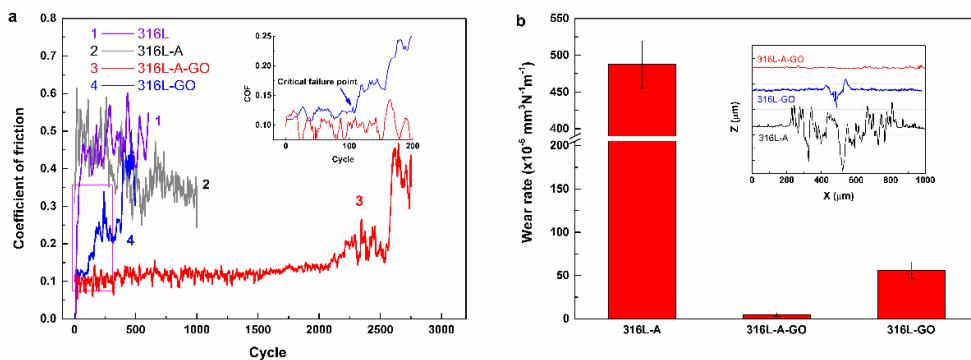 a
1 316L
2 316L-A
3 316L-A-GO
4 316L-GO
Coefficient of friction
0.8
0.7
0.6
0.5
0.4
0.3
0.2
0.1
0.0
0 500 1000 1500 2000 2500 3000
Cycle
1
2
3
4
COF
0.25
0.20
0.15
0.10
Critical failure point
0 100 200
Cycle
b
Wear rate (×10⁻⁶ mm³N⁻¹m⁻¹)
550
500
450
400
200
150
100
50
0
316L-A 316L-A-GO 316L-GO
Z (μm)
316L-A-GO
316L-GO
316L-A
0 200 400 600 800 1000
X (μm)